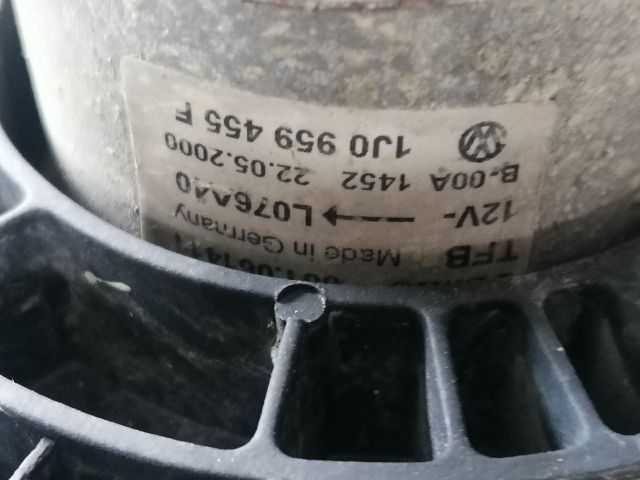 TFB Made in Germany
12V- L076A40
B-00A 1452 22.05.2000
1J0 959 455 F